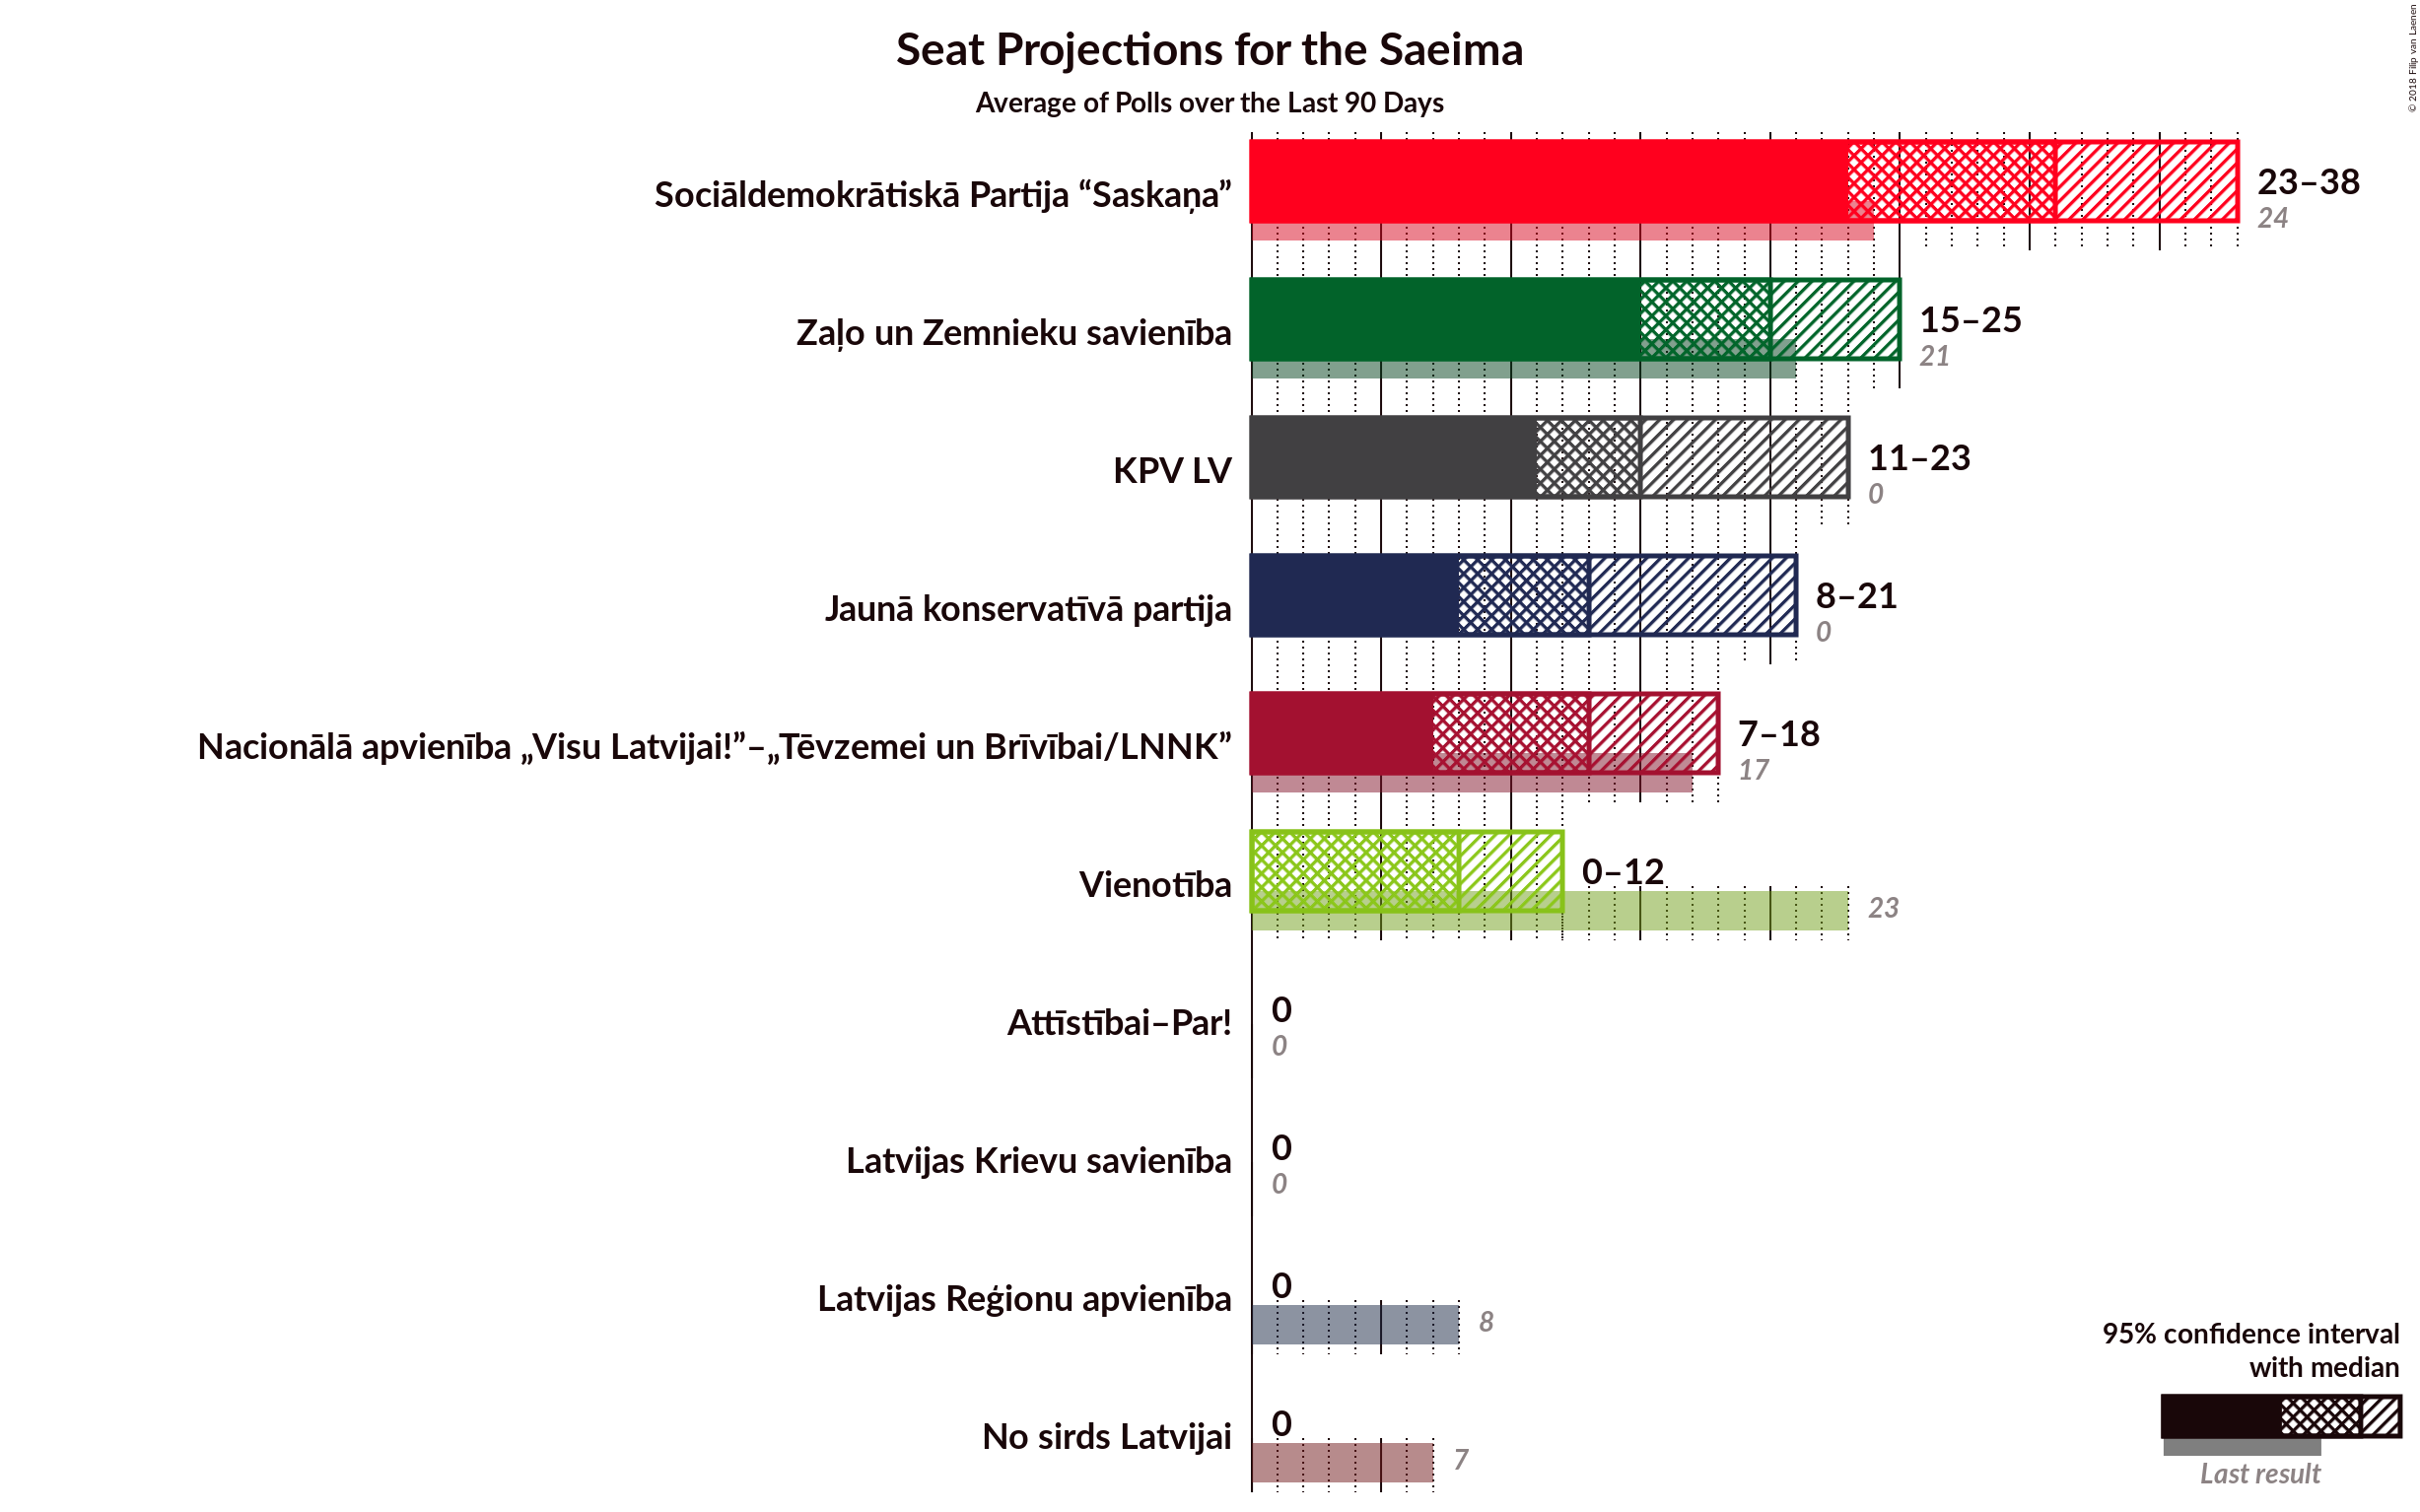 Seat Projections for the Saeima
Average of Polls over the Last 90 Days
© 2018 Filip van Laenen
Sociāldemokrātiskā Partija “Saskaņa”
23–38
24
Zaļo un Zemnieku savienība
15–25
21
KPV LV
11–23
0
Jaunā konservatīvā partija
8–21
0
Nacionālā apvienība „Visu Latvijai!”–„Tēvzemei un Brīvībai/LNNK”
7–18
17
Vienotība
0–12
23
Attīstībai–Par!
0
0
Latvijas Krievu savienība
0
0
Latvijas Reģionu apvienība
0
8
No sirds Latvijai
0
7
95% confidence interval
with median
Last result